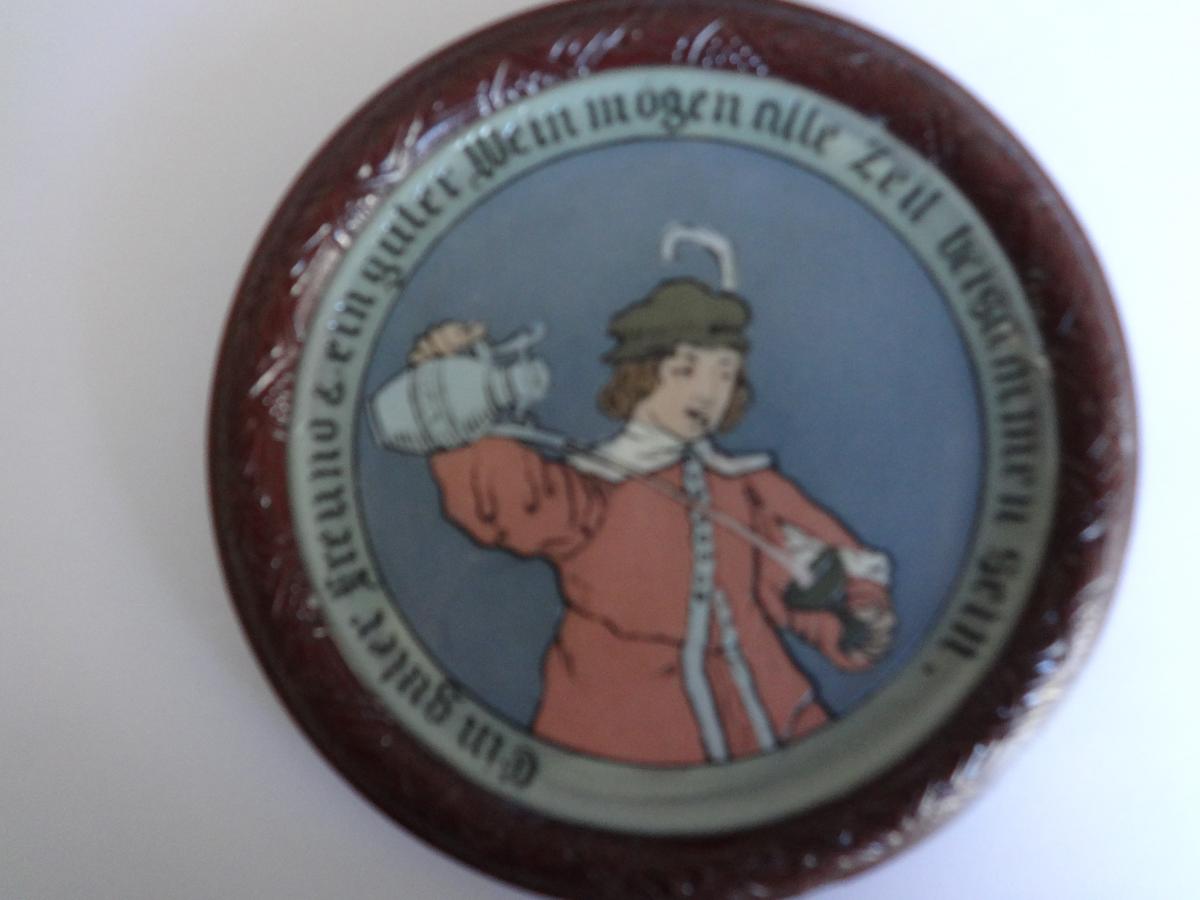 Ein guter Freund & ein guter Wein mögen alle Zeit beisammen sein.